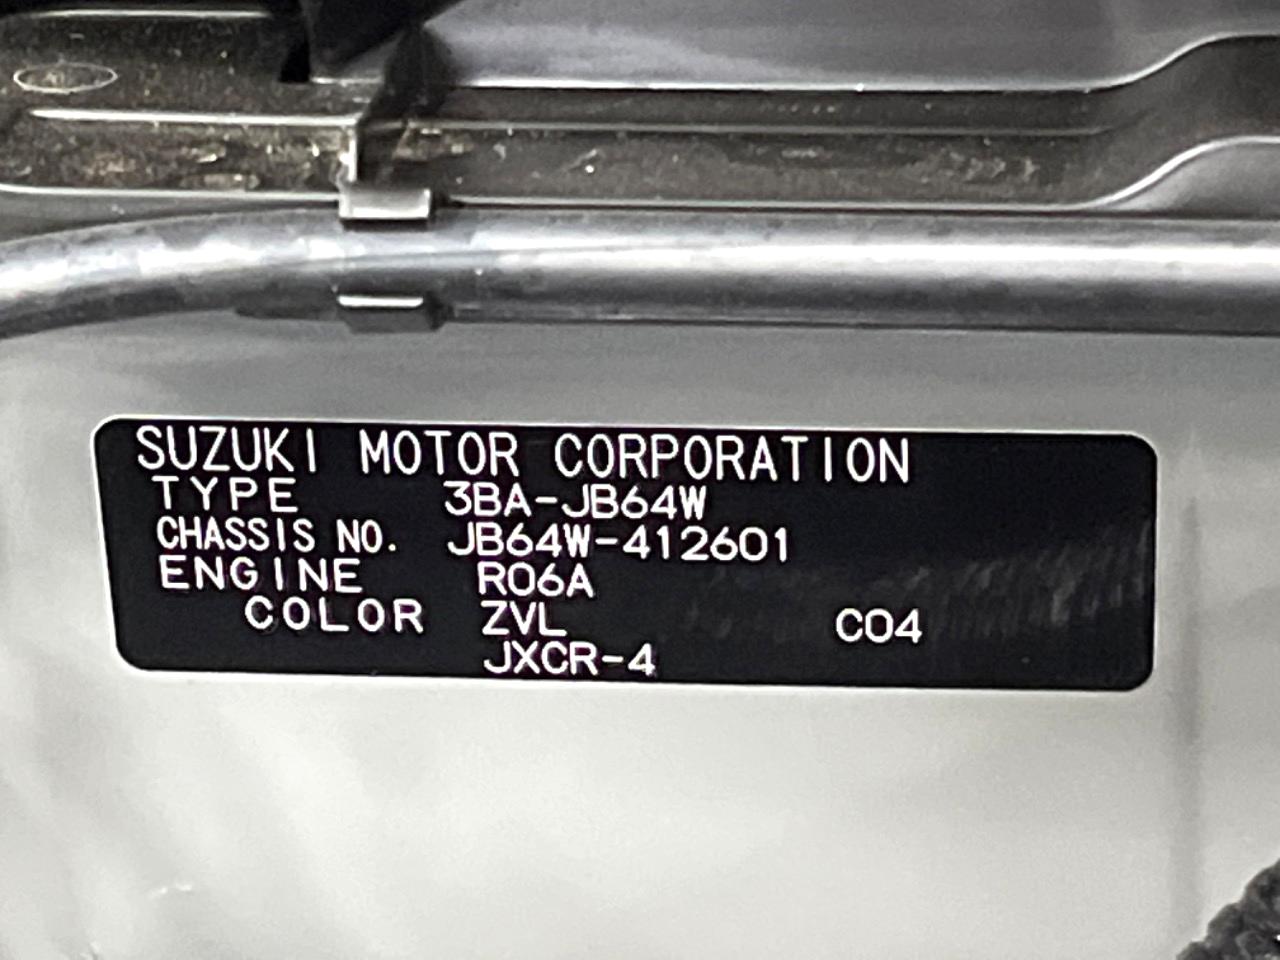 SUZUKI MOTOR CORPORATION
TYPE 3BA-JB64W
CHASSIS NO. JB64W-412601
ENGINE R06A
COLOR ZVL C04
JXCR-4